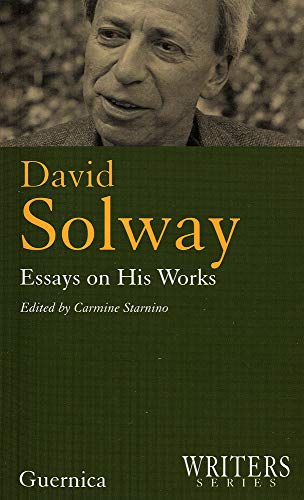 David
Solway
Essays on His Works
Edited by Carmine Starnino
WRITERS
SERIES
Guernica